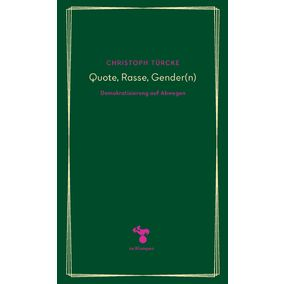 CHRISTOPH TÜRCKE
Quote, Rasse, Gender(n)
Demokratisierung auf Abwegen
zu Klampen